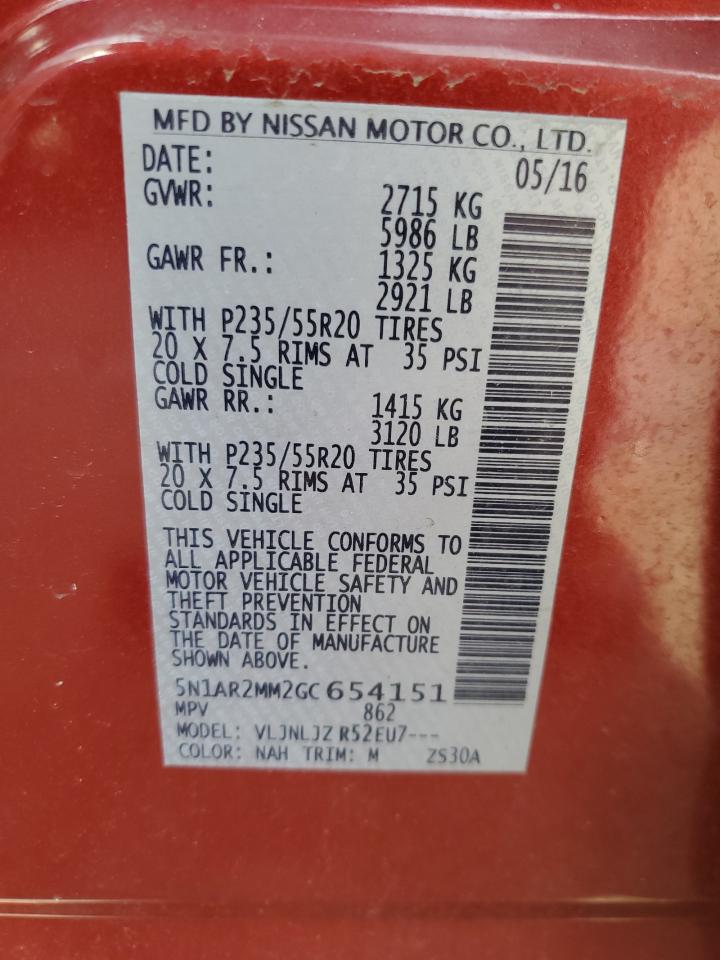 MFD BY NISSAN MOTOR CO., LTD.
DATE: 05/16
GVWR: 2715 KG
5986 LB
GAWR FR.: 1325 KG
2921 LB
WITH P235/55R20 TIRES
20 X 7.5 RIMS AT 35 PSI
COLD SINGLE
GAWR RR.: 1415 KG
3120 LB
WITH P235/55R20 TIRES
20 X 7.5 RIMS AT 35 PSI
COLD SINGLE
THIS VEHICLE CONFORMS TO
ALL APPLICABLE FEDERAL
MOTOR VEHICLE SAFETY AND
THEFT PREVENTION
STANDARDS IN EFFECT ON
THE DATE OF MANUFACTURE
SHOWN ABOVE.
5N1AR2MM2GC654151
MPV 862
MODEL: VLJNLJZ R52EU7---
COLOR: NAH TRIM: M ZS30A